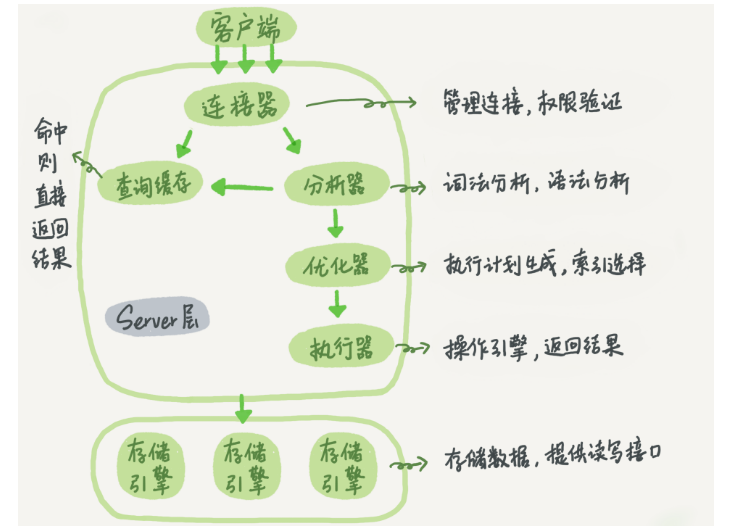 客户端
连接器
管理连接，权限验证
命中
则
直接
返回
结果
查询缓存
分析器
词法分析，语法分析
优化器
执行计划生成，索引选择
Server层
执行器
操作引擎，返回结果
存储
引擎
存储
引擎
存储
引擎
存储数据，提供读写接口